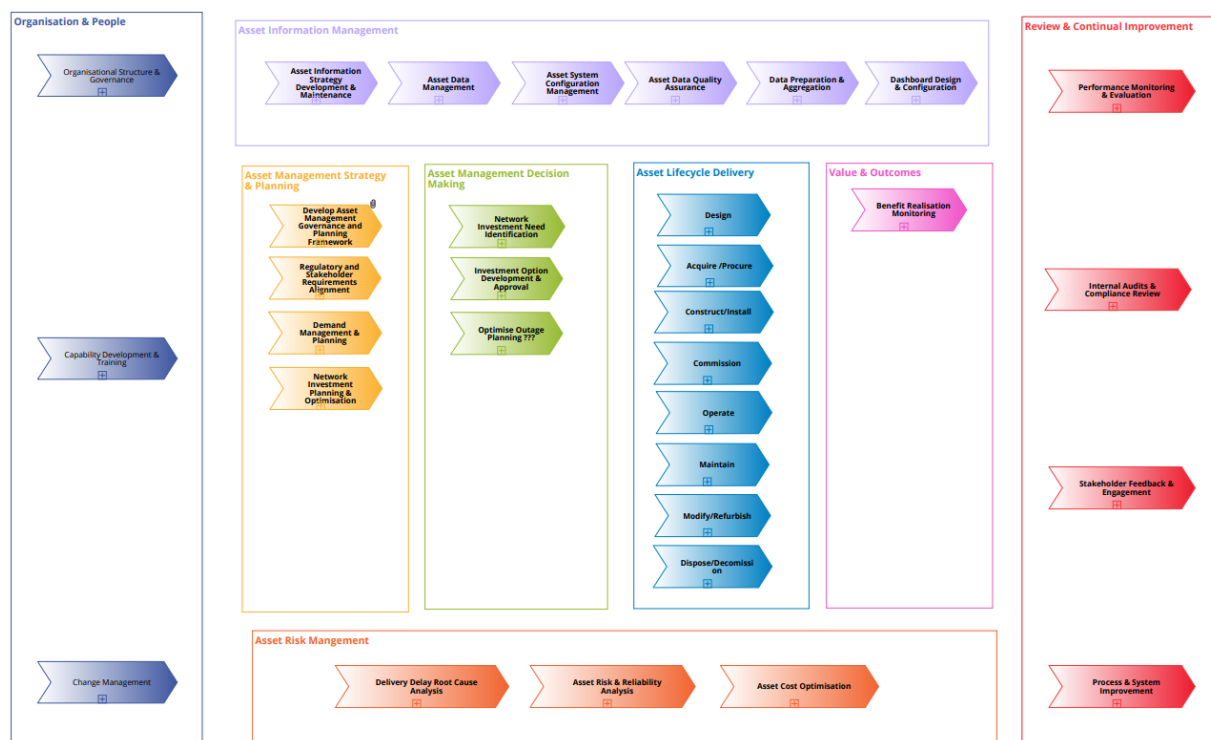 Organisation & People
Organisational Structure &
Governance
Capability Development &
Training
Change Management
Asset Information Management
Asset Information
Strategy
Development &
Maintenance
Asset Data
Management
Asset System
Configuration
Management
Asset Data Quality
Assurance
Data Preparation &
Aggregation
Dashboard Design
& Configuration
Asset Management Strategy
& Planning
Develop Asset
Management
Governance and
Planning
Framework
Regulatory and
Stakeholder
Requirements
Alignment
Demand
Management &
Planning
Network
Investment
Planning &
Optimisation
Asset Management Decision
Making
Network
Investment Need
Identification
Investment Option
Development &
Approval
Optimise Outage
Planning ???
Asset Lifecycle Delivery
Design
Acquire /Procure
Construct/Install
Commission
Operate
Maintain
Modify/Refurbish
Dispose/Decomissi
on
Value & Outcomes
Benefit Realisation
Monitoring
Asset Risk Mangement
Delivery Delay Root Cause
Analysis
Asset Risk & Reliability
Analysis
Asset Cost Optimisation
Review & Continual Improvement
Performance Monitoring
& Evaluation
Internal Audits &
Compliance Review
Stakeholder Feedback &
Engagement
Process & System
Improvement